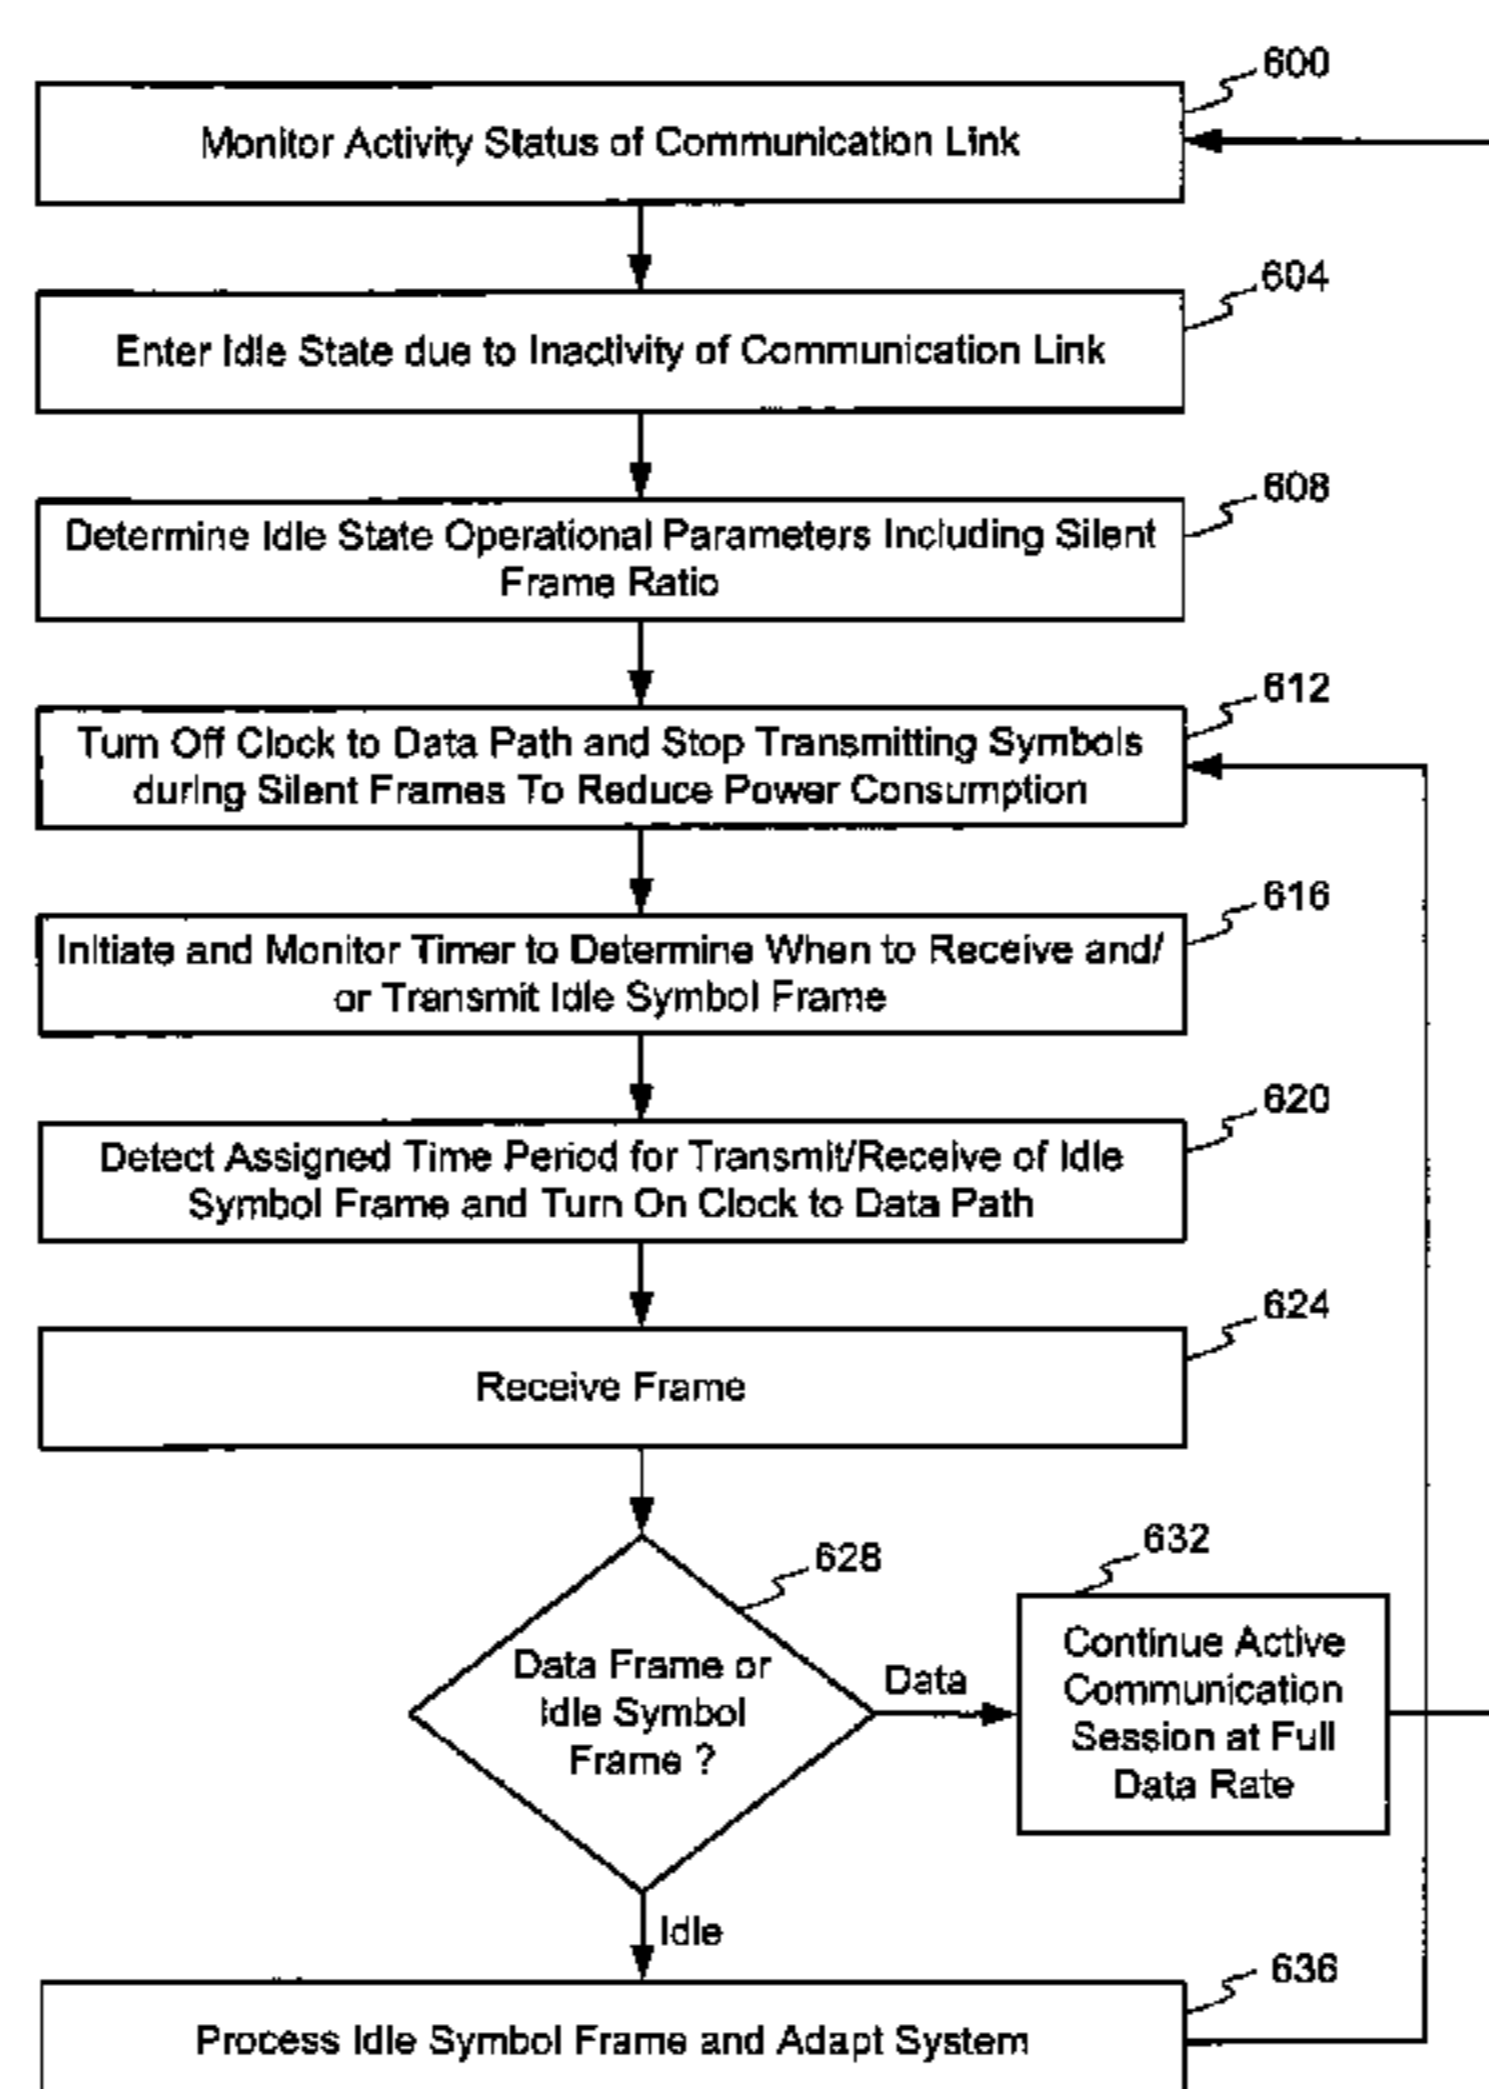 600
Monitor Activity Status of Communication Link
604
Enter Idle State due to Inactivity of Communication Link
608
Determine Idle State Operational Parameters Including Silent
Frame Ratio
612
Turn Off Clock to Data Path and Stop Transmitting Symbols
during Silent Frames To Reduce Power Consumption
616
Initiate and Monitor Timer to Determine When to Receive and/
or Transmit Idle Symbol Frame
620
Detect Assigned Time Period for Transmit/Receive of Idle
Symbol Frame and Turn On Clock to Data Path
624
Receive Frame
628
Data Frame or
Idle Symbol
Frame ?
Data
632
Continue Active
Communication
Session at Full
Data Rate
Idle
636
Process Idle Symbol Frame and Adapt System